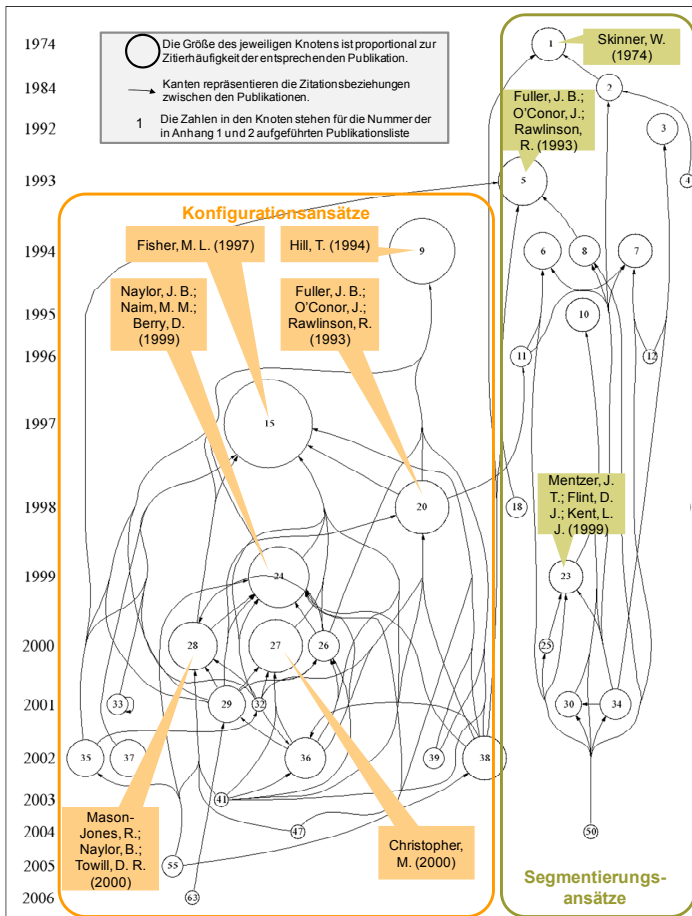 1974
1
Skinner, W.
(1974)
Die Größe des jeweiligen Knotens ist proportional zur
Zitierhäufigkeit der entsprechenden Publikation.
Kanten repräsentieren die Zitationsbeziehungen
zwischen den Publikationen.
1 Die Zahlen in den Knoten stehen für die Nummer der
in Anhang 1 und 2 aufgeführten Publikationsliste
1984
2
Fuller, J. B.;
O'Conor, J.;
Rawlinson,
R. (1993)
1992
3
1993
5
4
Konfigurationsansätze
Fisher, M. L. (1997)
Hill, T. (1994)
1994
9
6
8
7
Naylor, J. B.;
Naim, M. M.;
Berry, D.
(1999)
Fuller, J. B.;
O'Conor, J.;
Rawlinson, R.
(1993)
1995
10
1996
11
12
1997
15
1998
20
18
Mentzer, J.
T.; Flint, D.
J.; Kent, L.
J. (1999)
1999
24
23
2000
28
27
26
25
2001
33
29
32
30
34
2002
35
37
36
39
38
2003
41
Mason-
Jones, R.;
Naylor, B.;
Towill, D. R.
(2000)
Christopher,
M. (2000)
2004
47
50
2005
55
Segmentierungs-
ansätze
2006
63